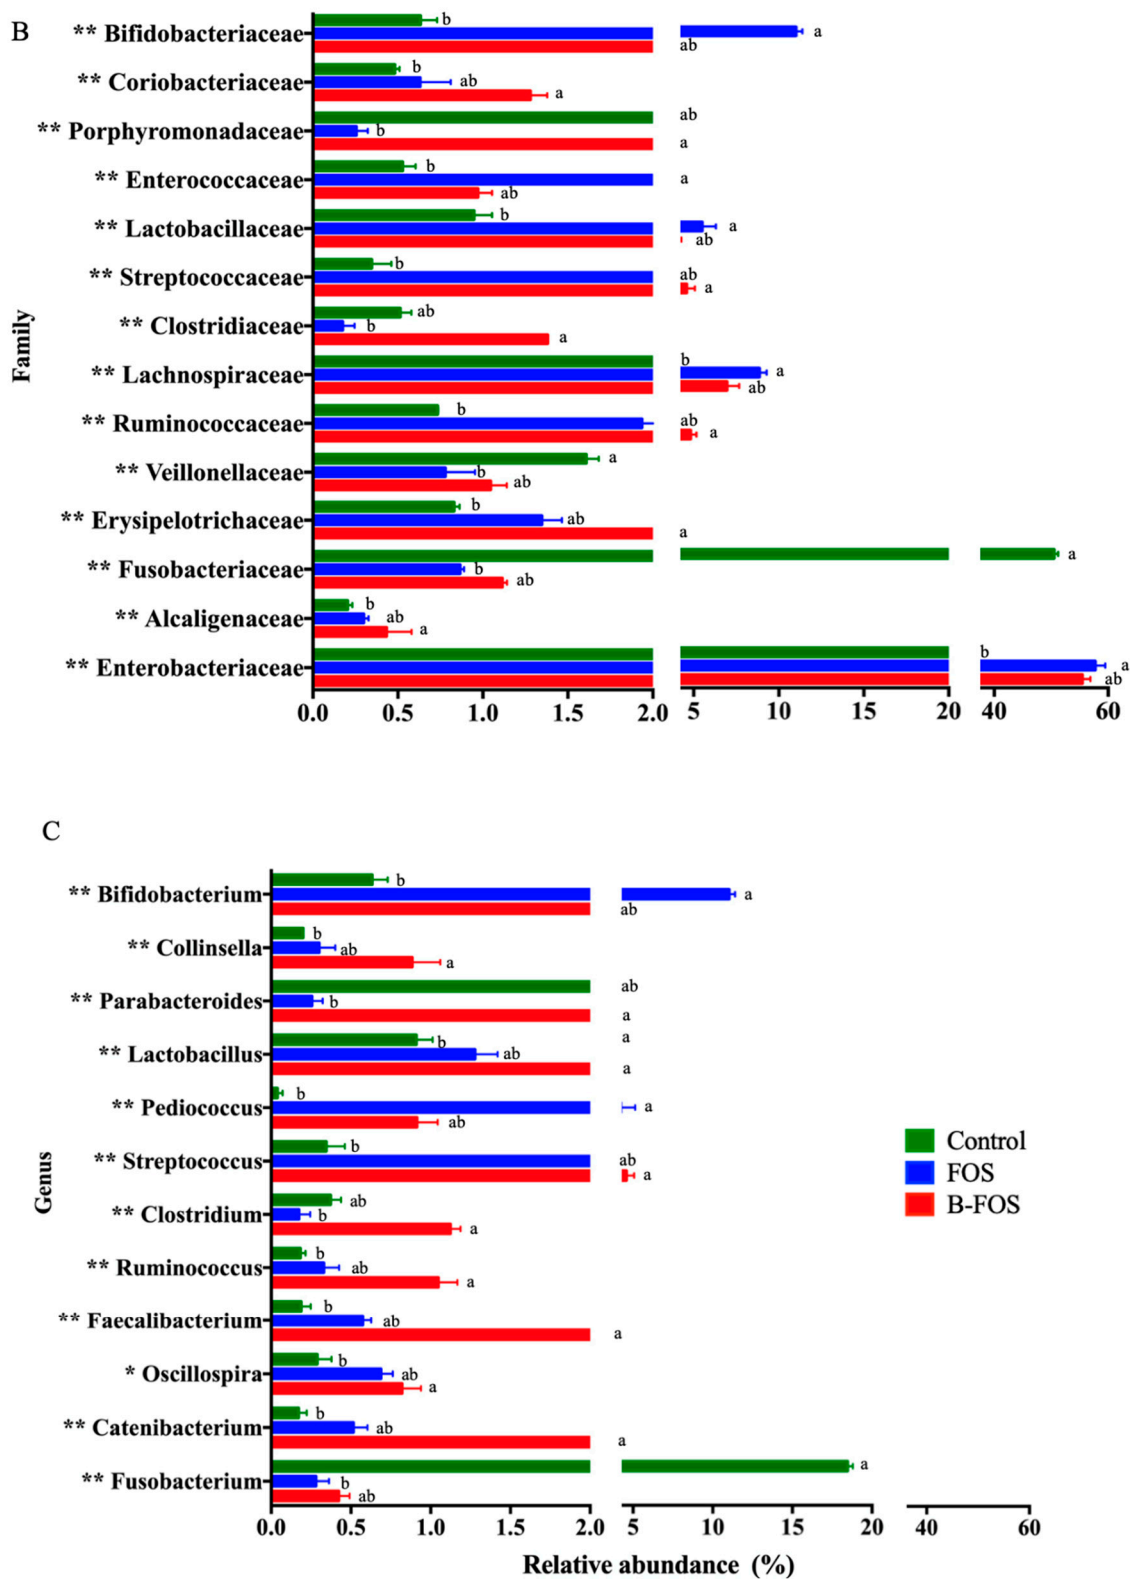 B
** Bifidobacteriaceae
b
a
ab
** Coriobacteriaceae
b
ab
a
** Porphyromonadaceae
ab
b
a
** Enterococcaceae
b
a
ab
** Lactobacillaceae
b
a
ab
** Streptococcaceae
b
ab
a
** Clostridiaceae
ab
b
a
** Lachnospiraceae
b
a
ab
** Ruminococcaceae
b
ab
a
** Veillonellaceae
a
b
ab
** Erysipelotrichaceae
b
ab
a
** Fusobacteriaceae
a
b
ab
** Alcaligenaceae
b
ab
a
** Enterobacteriaceae
b
a
ab
Family
0.0 0.5 1.0 1.5 2.0 5 10 15 20 40 60
C
** Bifidobacterium
b
a
ab
** Collinsella
b
ab
a
** Parabacteroides
ab
b
a
** Lactobacillus
a
b
ab
a
** Pediococcus
b
a
ab
** Streptococcus
b
ab
a
** Clostridium
ab
b
a
** Ruminococcus
b
ab
a
** Faecalibacterium
b
ab
a
* Oscillospira
b
ab
a
** Catenibacterium
b
ab
a
** Fusobacterium
a
b
ab
Genus
Control
FOS
B-FOS
0.0 0.5 1.0 1.5 2.0 5 10 15 20 40 60
Relative abundance (%)